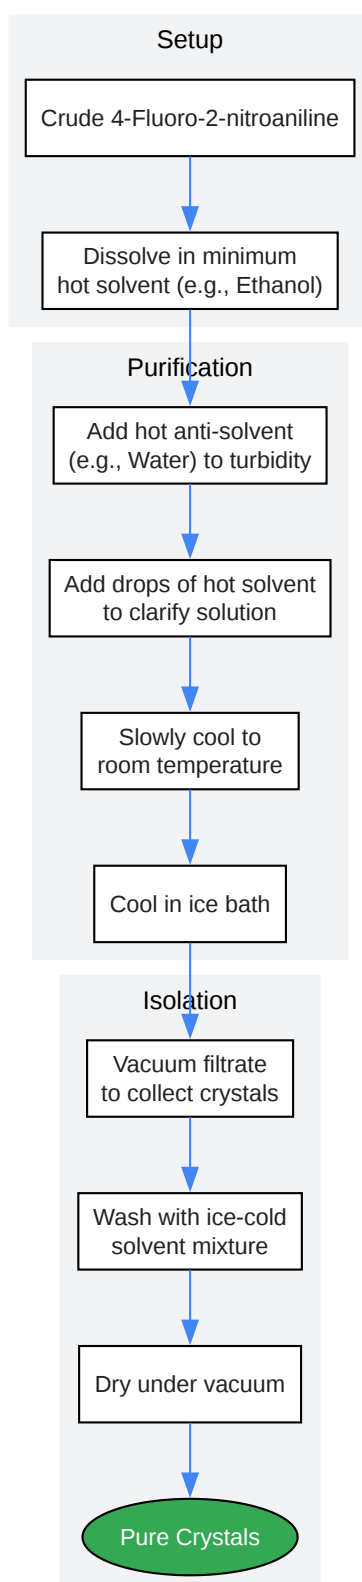 Setup
Crude 4-Fluoro-2-nitroaniline
Dissolve in minimum
hot solvent (e.g., Ethanol)
Purification
Add hot anti-solvent
(e.g., Water) to turbidity
Add drops of hot solvent
to clarify solution
Slowly cool to
room temperature
Cool in ice bath
Isolation
Vacuum filtrate
to collect crystals
Wash with ice-cold
solvent mixture
Dry under vacuum
Pure Crystals